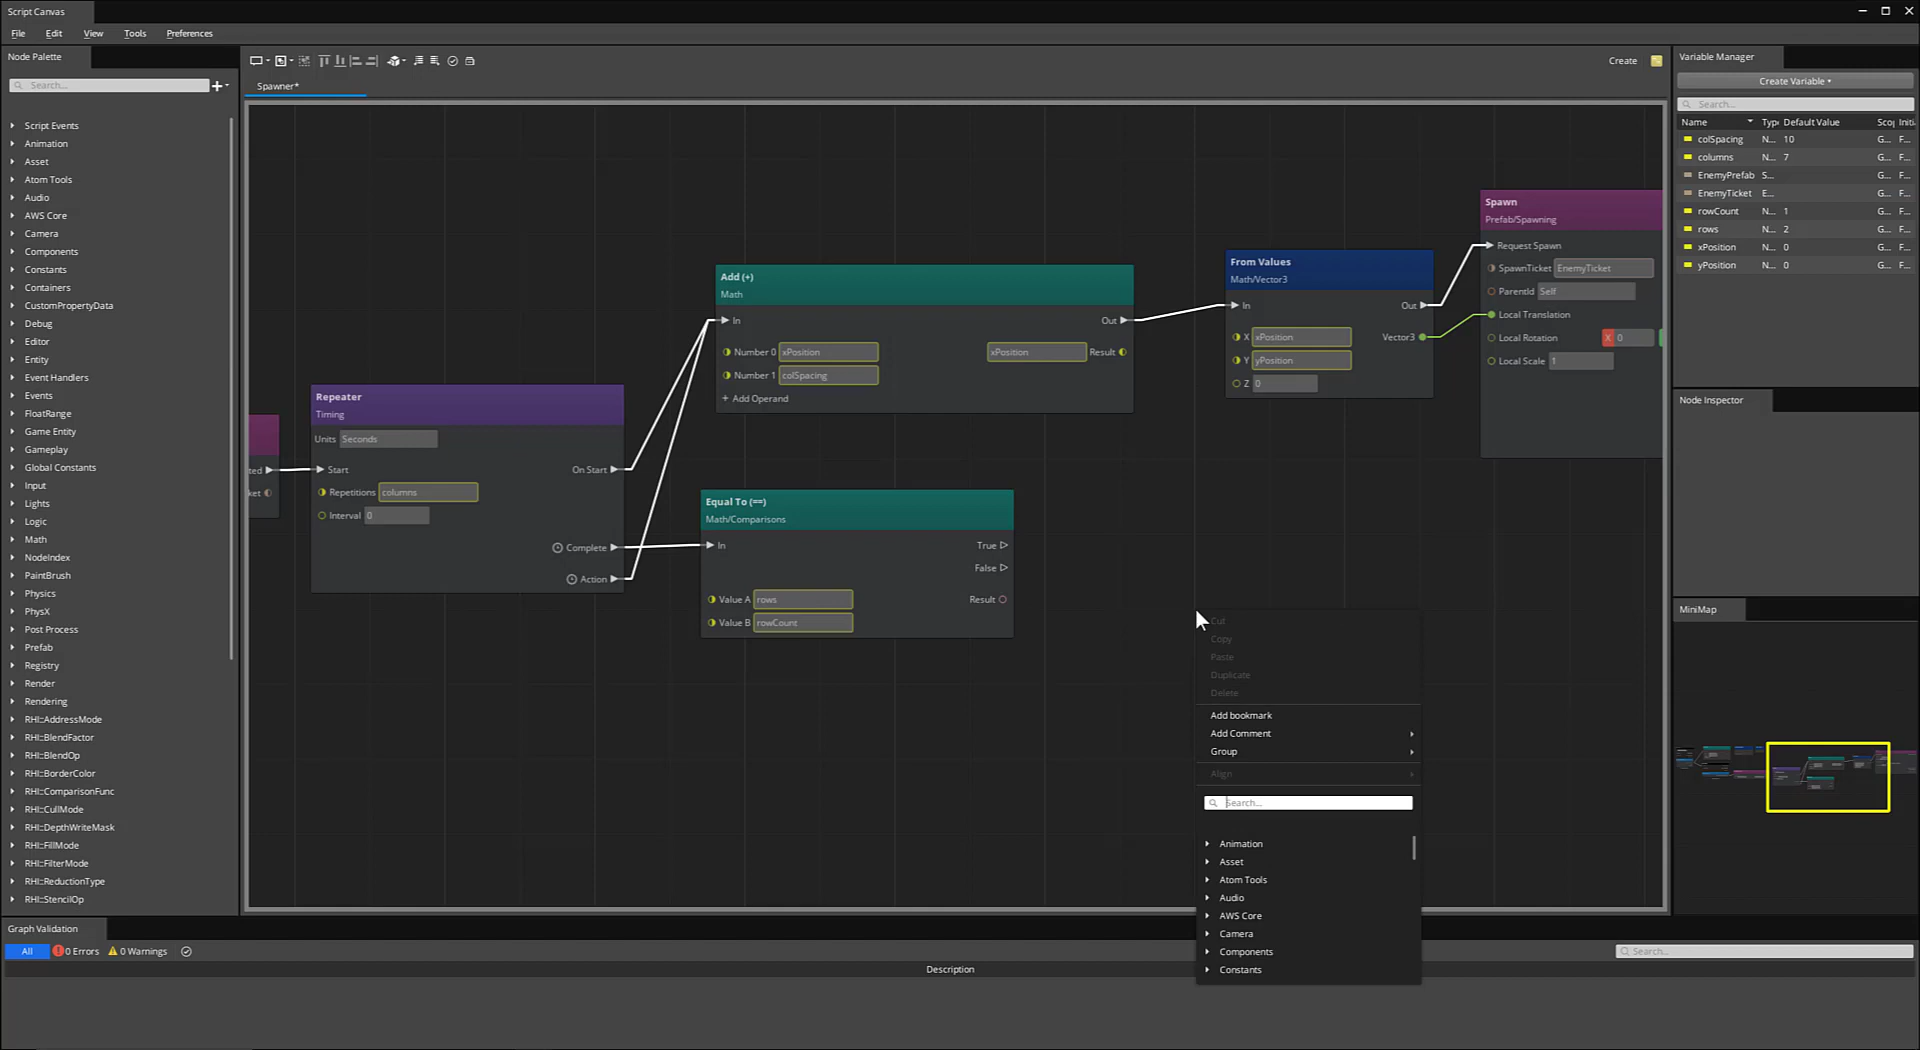 Script Canvas
File Edit View Tools Preferences
Node Palette
Search...
Script Events
Animation
Asset
Atom Tools
Audio
AWS Core
Camera
Components
Constants
Containers
CustomPropertyData
Debug
Editor
Entity
Event Handlers
Events
FloatRange
Game Entity
Gameplay
Global Constants
Input
Lights
Logic
Math
NodeIndex
PaintBrush
Physics
PhysX
Post Process
Prefab
Registry
Render
Rendering
RHI::AddressMode
RHI::BlendFactor
RHI::BlendOp
RHI::BorderColor
RHI::ComparisonFunc
RHI::CullMode
RHI::DepthWriteMask
RHI::FillMode
RHI::FilterMode
RHI::ReductionType
RHI::StencilOp
Create
Spawner*
ted
ket
Repeater
Timing
Units Seconds
Start On Start
Repetitions columns
Interval 0
Complete
Action
Add (+)
Math
In Out
Number 0 xPosition xPosition Result
Number 1 colSpacing
+ Add Operand
Equal To (==)
Math/Comparisons
In True
False
Value A rows Result
Value B rowCount
From Values
Math/Vector3
In Out
X xPosition Vector3
Y yPosition
Z 0
Spawn
Prefab/Spawning
Request Spawn
SpawnTicket EnemyTicket
ParentId Self
Local Translation
Local Rotation X 0
Local Scale 1
Cut
Copy
Paste
Duplicate
Delete
Add bookmark
Add Comment
Group
Align
Search...
Animation
Asset
Atom Tools
Audio
AWS Core
Camera
Components
Constants
Variable Manager
Create Variable
Search...
Name Type Default Value Scop Initi
colSpacing N... 10 G... F...
columns N... 7 G... F...
EnemyPrefab S... G... F...
EnemyTicket E... G... F...
rowCount N... 1 G... F...
rows N... 2 G... F...
xPosition N... 0 G... F...
yPosition N... 0 G... F...
Node Inspector
MiniMap
Graph Validation
All 0 Errors 0 Warnings
Search...
Description